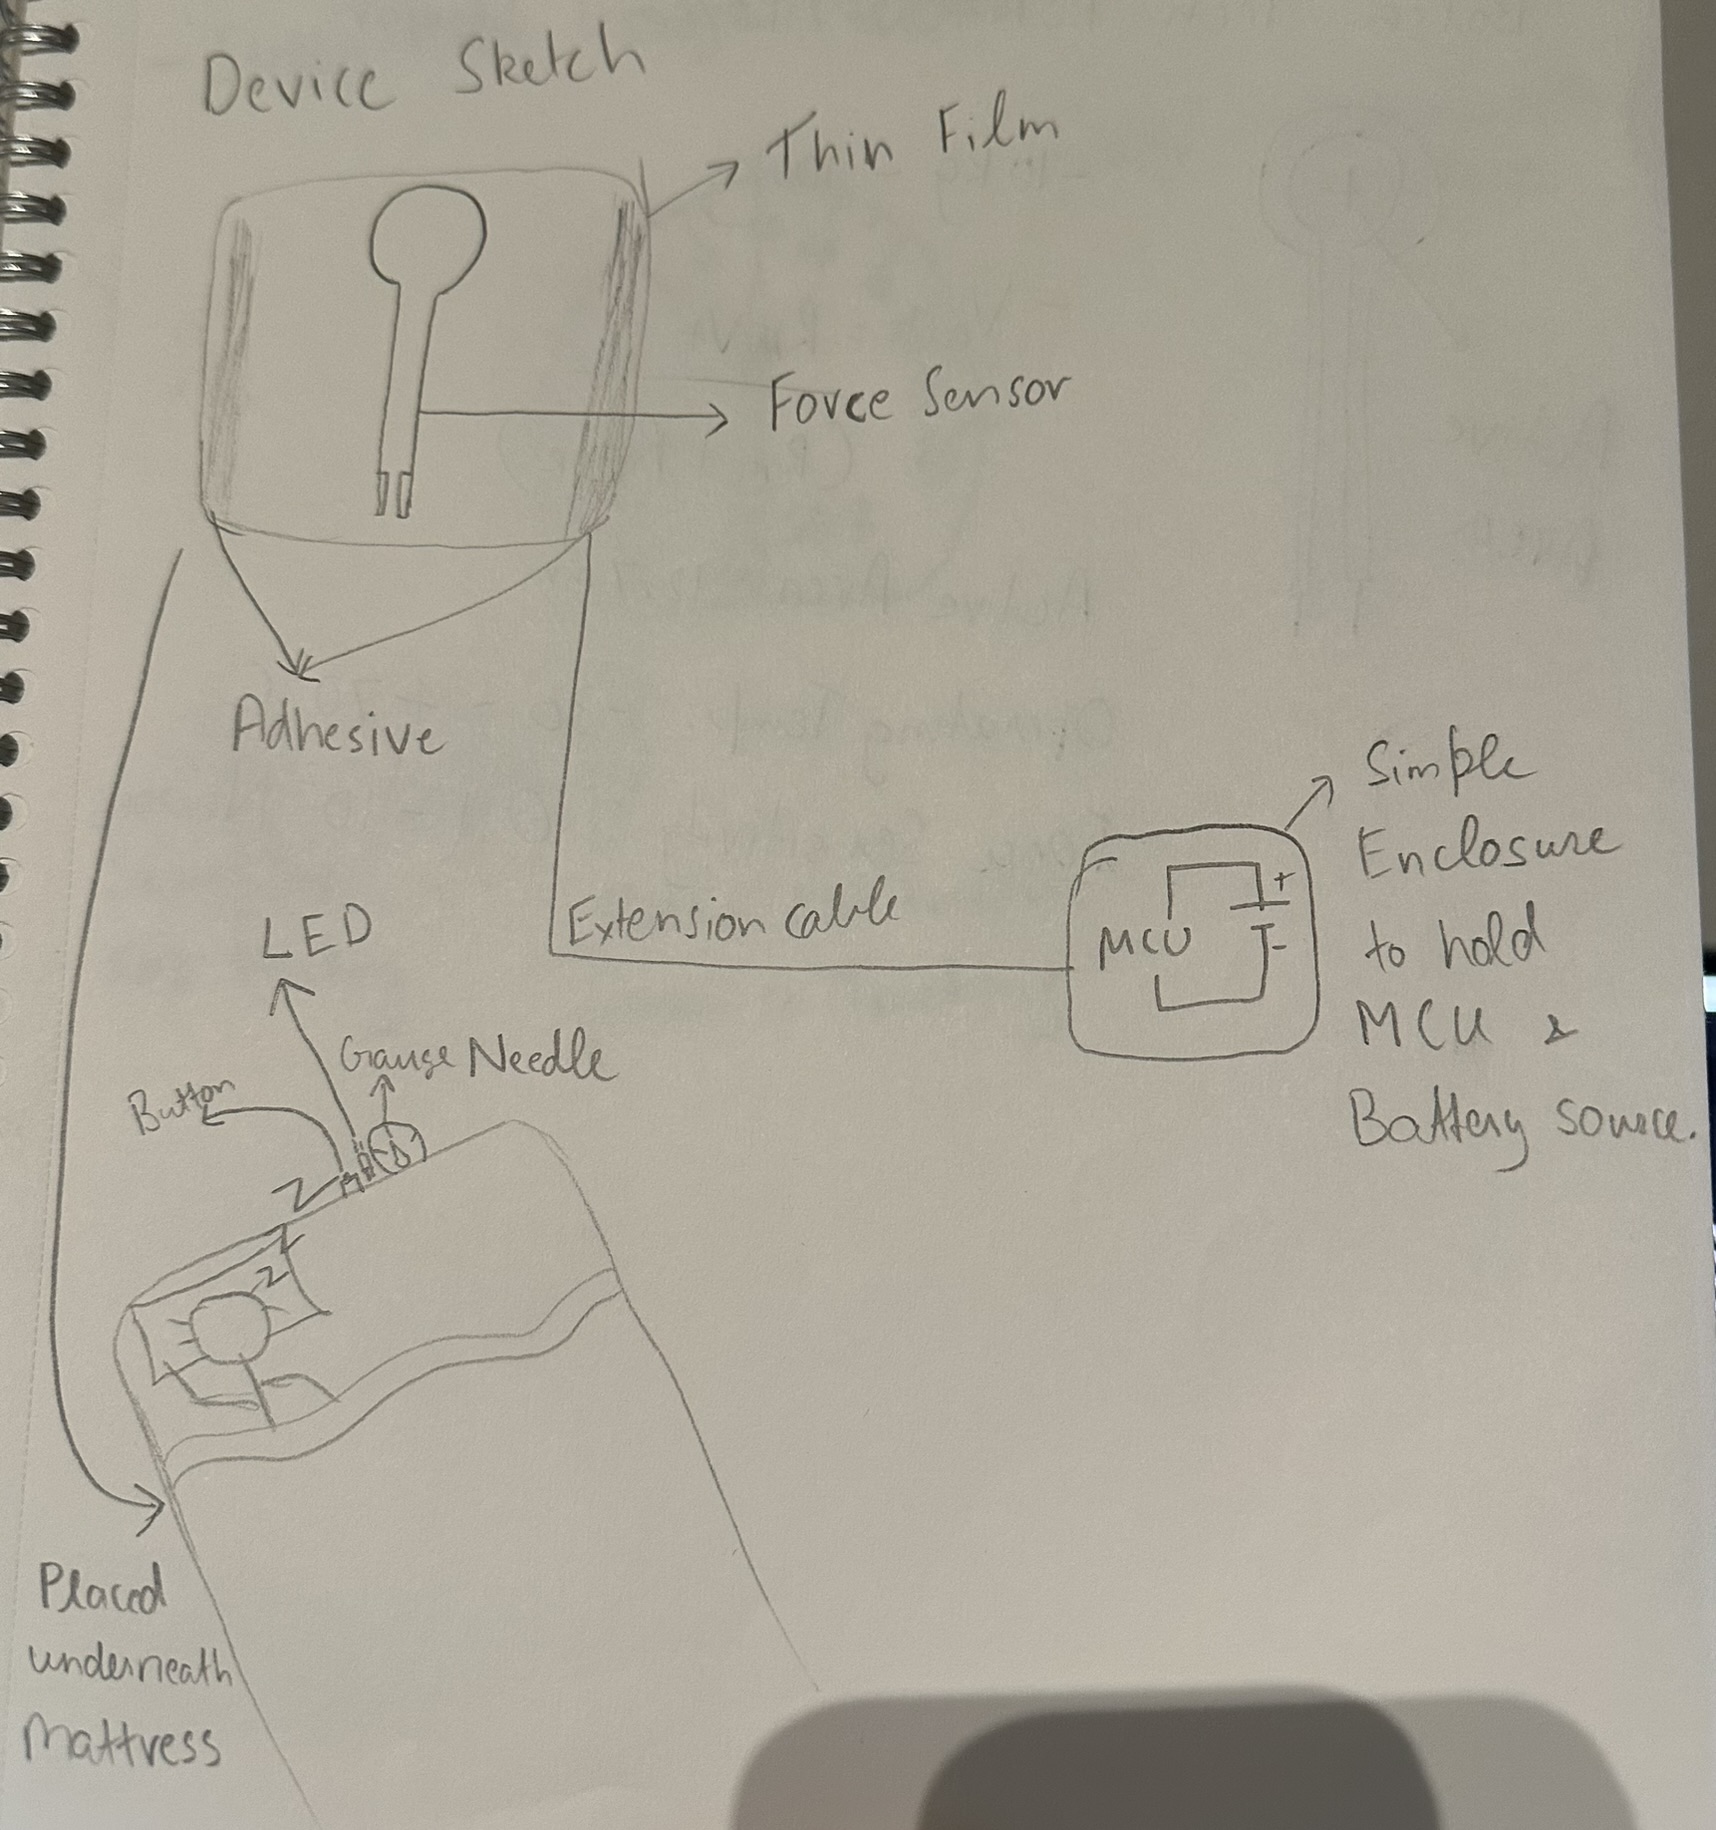 Device Sketch
Thin Film
Force Sensor
Adhesive
Simple
Enclosure
to hold
MCU &
Battery source.
+
MCU
-
Extension cable
LED
Gauge Needle
Button
Z
Z
Z
Placed
underneath
Mattress